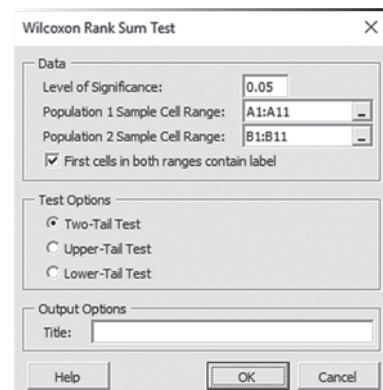 Wilcoxon Rank Sum Test
Data
Level of Significance: 0.05
Population 1 Sample Cell Range: A1:A11
Population 2 Sample Cell Range: B1:B11
First cells in both ranges contain label
Test Options
Two-Tail Test
Upper-Tail Test
Lower-Tail Test
Output Options
Title:
Help OK Cancel